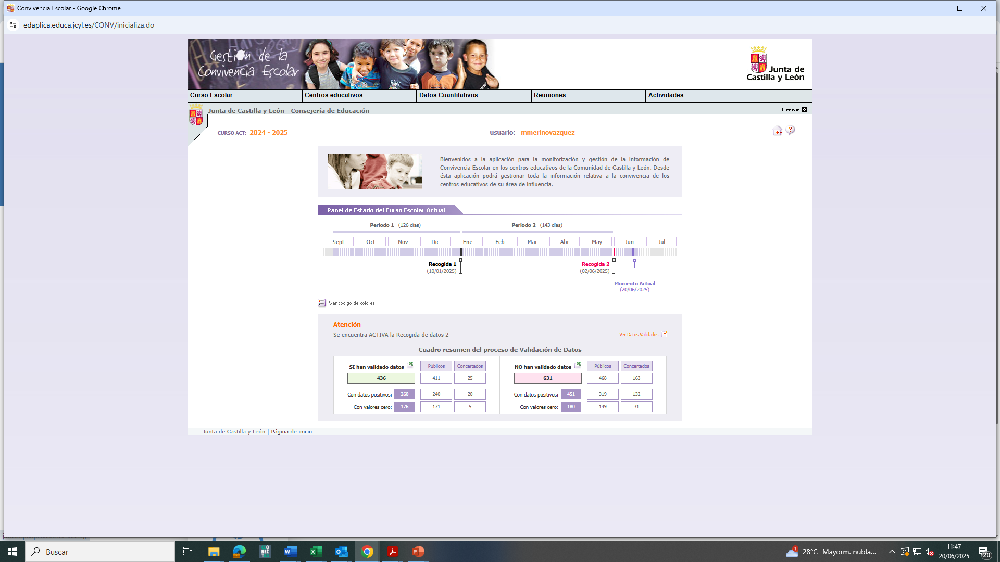 Convivencia Escolar - Google Chrome
edaplica.educa.jcyl.es/CONV/inicializa.do
Gestión de la
Convivencia Escolar
Junta de
Castilla y León
Curso Escolar
Centros educativos
Datos Cuantitativos
Reuniones
Actividades
Junta de Castilla y León - Consejería de Educación
Cerrar
CURSO ACT: 2024 - 2025
usuario: mmerinovazquez
Bienvenidos a la aplicación para la monitorización y gestión de la información de
Convivencia Escolar en los centros educativos de la Comunidad de Castilla y León. Desde
ésta aplicación podrá gestionar toda la información relativa a la convivencia de los
centros educativos de su área de influencia.
Panel de Estado del Curso Escolar Actual
Periodo 1 (126 días)
Periodo 2 (143 días)
Sept Oct Nov Dic Ene Feb Mar Abr May Jun Jul
Recogida 1
(10/01/2025)
Recogida 2
(02/06/2025)
Momento Actual
(20/06/2025)
Ver código de colores
Atención
Se encuentra ACTIVA la Recogida de datos 2
Ver Datos Validados
Cuadro resumen del proceso de Validación de Datos
SI han validado datos Públicos Concertados
436 411 25
Con datos positivos: 260 240 20
Con valores cero: 176 171 5
NO han validado datos Públicos Concertados
631 468 163
Con datos positivos: 451 319 132
Con valores cero: 180 149 31
Junta de Castilla y León | Página de inicio
Buscar
28°C Mayorm. nubla...
11:47
20/06/2025
20